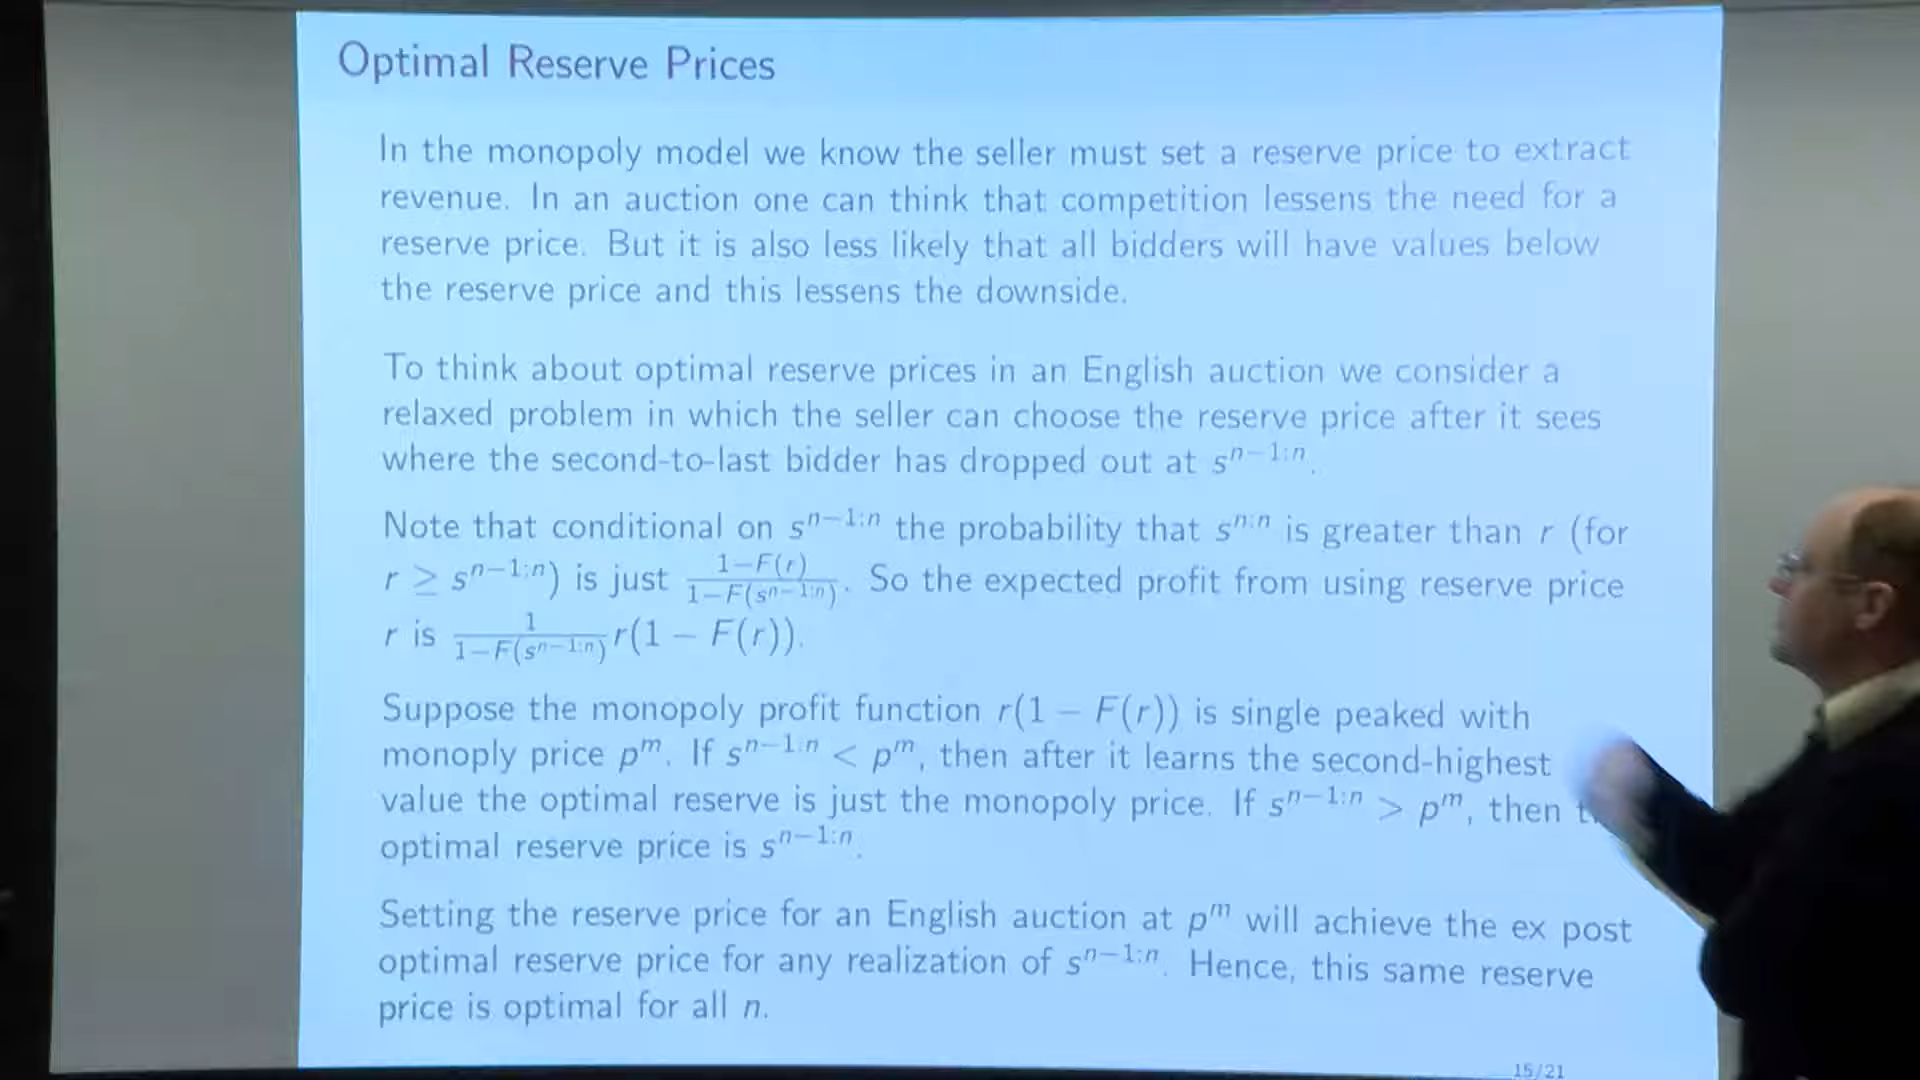 Optimal Reserve Prices
In the monopoly model we know the seller must set a reserve price to extract
revenue. In an auction one can think that competition lessens the need for a
reserve price. But it is also less likely that all bidders will have values below
the reserve price and this lessens the downside.
To think about optimal reserve prices in an English auction we consider a
relaxed problem in which the seller can choose the reserve price after it sees
where the second-to-last bidder has dropped out at $s^{n-1:n}$.
Note that conditional on $s^{n-1:n}$ the probability that $s^{n:n}$ is greater than $r$ (for
$r \geq s^{n-1:n}$) is just $\frac{1-F(r)}{1-F(s^{n-1:n})}$. So the expected profit from using reserve price
$r$ is $\frac{1}{1-F(s^{n-1:n})} r(1 - F(r))$.
Suppose the monopoly profit function $r(1 - F(r))$ is single peaked with
monoply price $p^m$. If $s^{n-1:n} < p^m$, then after it learns the second-highest
value the optimal reserve is just the monopoly price. If $s^{n-1:n} > p^m$, then
optimal reserve price is $s^{n-1:n}$.
Setting the reserve price for an English auction at $p^m$ will achieve the ex post
optimal reserve price for any realization of $s^{n-1:n}$. Hence, this same reserve
price is optimal for all $n$.
15/21